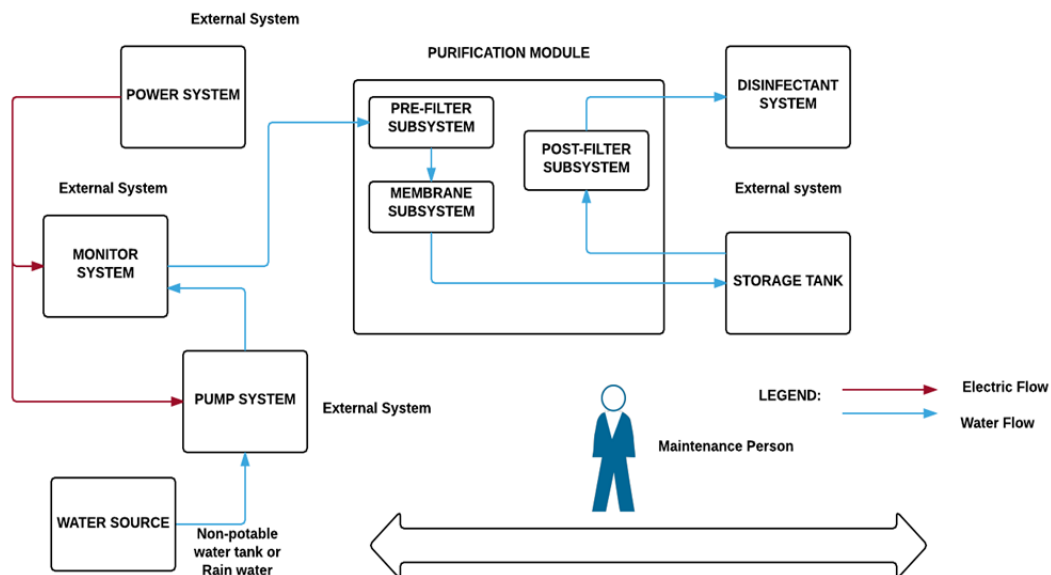 External System
POWER SYSTEM
PURIFICATION MODULE
PRE-FILTER
SUBSYSTEM
MEMBRANE
SUBSYSTEM
POST-FILTER
SUBSYSTEM
DISINFECTANT
SYSTEM
External System
MONITOR
SYSTEM
External system
STORAGE TANK
PUMP SYSTEM
External System
WATER SOURCE
Non-potable
water tank or
Rain water
Maintenance Person
LEGEND:
Electric Flow
Water Flow